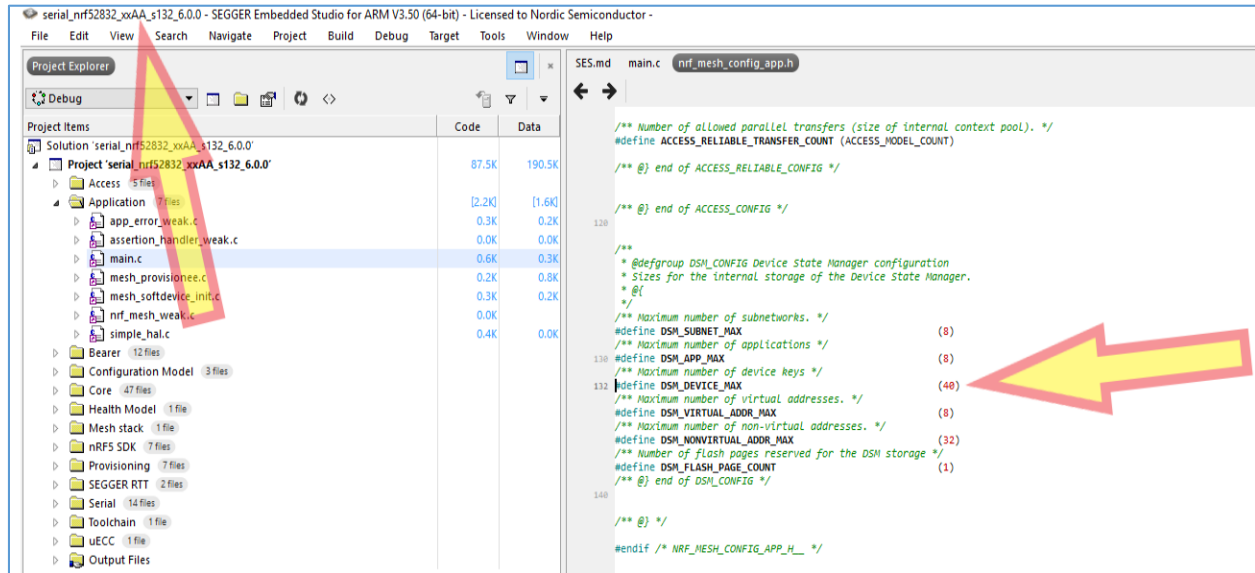 serial_nrf52832_xxAA_s132_6.0.0 - SEGGER Embedded Studio for ARM V3.50 (64-bit) - Licensed to Nordic Semiconductor -
File Edit View Search Navigate Project Build Debug Target Tools Window Help
Project Explorer
Debug
Project Items Code Data
Solution 'serial_nrf52832_xxAA_s132_6.0.0'
Project 'serial_nrf52832_xxAA_s132_6.0.0' 87.5K 190.5K
Access 5 files
Application 7 files [2.2K] [1.6K]
app_error_weak.c 0.3K 0.2K
assertion_handler_weak.c 0.0K 0.0K
main.c 0.6K 0.3K
mesh_provisionee.c 0.2K 0.8K
mesh_softdevice_init.c 0.3K 0.2K
nrf_mesh_weak.c 0.0K
simple_hal.c 0.4K 0.0K
Bearer 12 files
Configuration Model 3 files
Core 47 files
Health Model 1 file
Mesh stack 1 file
nRF5 SDK 7 files
Provisioning 7 files
SEGGER RTT 2 files
Serial 14 files
Toolchain 1 file
uECC 1 file
Output Files
SES.md main.c nrf_mesh_config_app.h
/** Number of allowed parallel transfers (size of internal context pool). */
#define ACCESS_RELIABLE_TRANSFER_COUNT (ACCESS_MODEL_COUNT)
/** @} end of ACCESS_RELIABLE_CONFIG */
/** @} end of ACCESS_CONFIG */
120
/**
* @defgroup DSM_CONFIG Device State Manager configuration
* Sizes for the internal storage of the Device State Manager.
* @{
*/
/** Maximum number of subnetworks. */
#define DSM_SUBNET_MAX (8)
/** Maximum number of applications */
130 #define DSM_APP_MAX (8)
/** Maximum number of device keys */
132 #define DSM_DEVICE_MAX (40)
/** Maximum number of virtual addresses. */
#define DSM_VIRTUAL_ADDR_MAX (8)
/** Maximum number of non-virtual addresses. */
#define DSM_NONVIRTUAL_ADDR_MAX (32)
/** Number of flash pages reserved for the DSM storage */
#define DSM_FLASH_PAGE_COUNT (1)
/** @} end of DSM_CONFIG */
140
/** @} */
#endif /* NRF_MESH_CONFIG_APP_H__ */